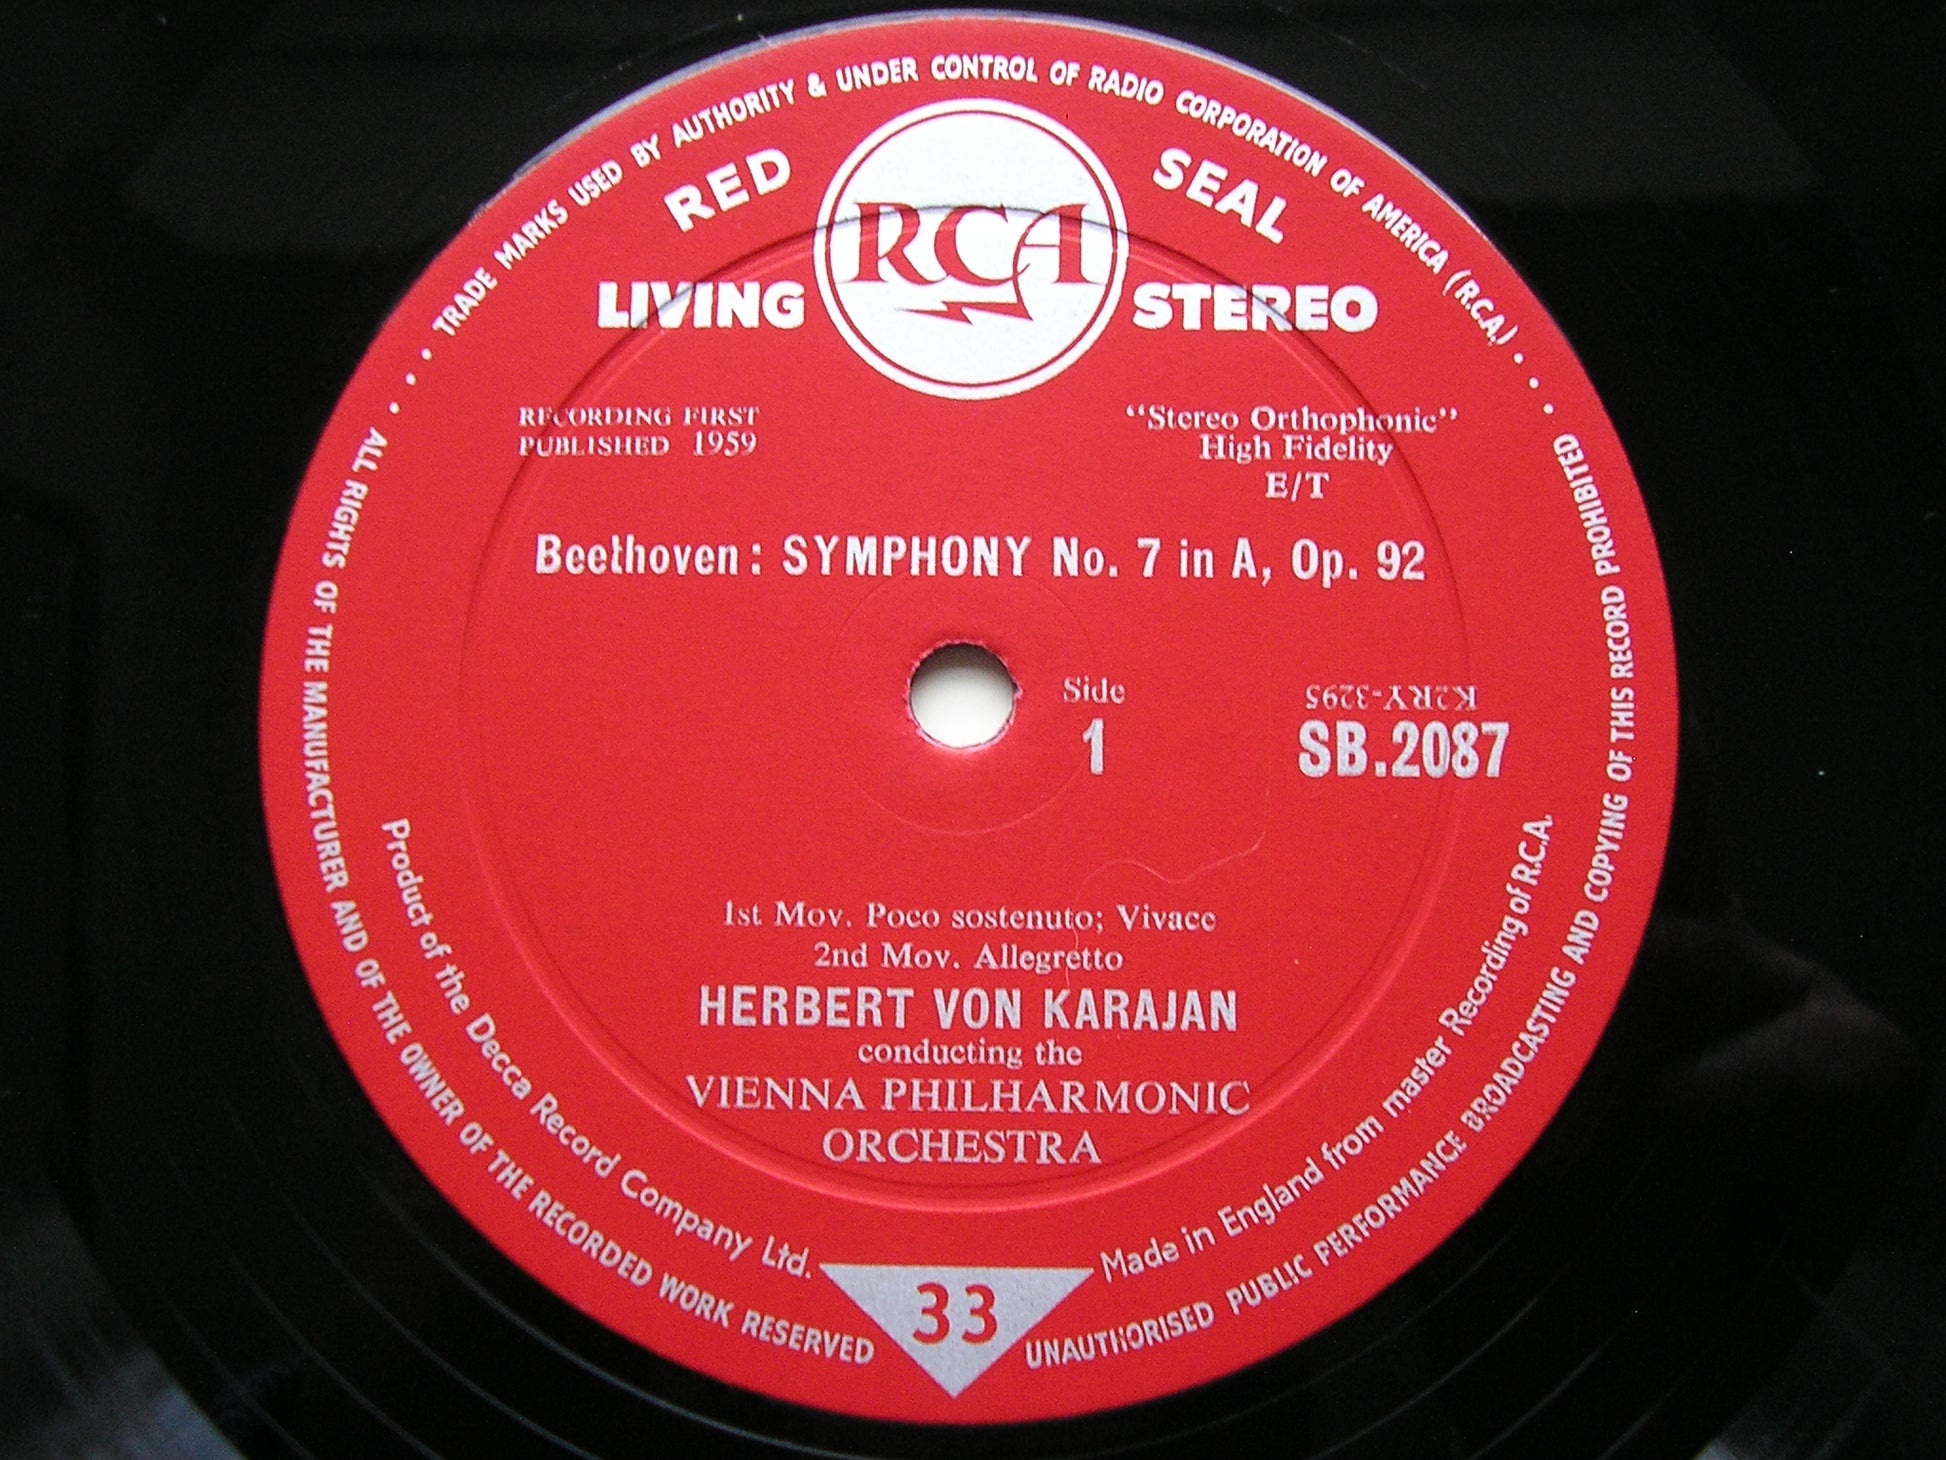 TRADE MARKS USED BY AUTHORITY & UNDER CONTROL OF RADIO CORPORATION OF AMERICA (R.C.A.)
RED SEAL
RCA
LIVING STEREO
RECORDING FIRST
PUBLISHED 1959
"Stereo Orthophonic"
High Fidelity
E/T
Beethoven: SYMPHONY No. 7 in A, Op. 92
Side
1
K2RY-3295
SB.2087
1st Mov. Poco sostenuto; Vivace
2nd Mov. Allegretto
HERBERT VON KARAJAN
conducting the
VIENNA PHILHARMONIC
ORCHESTRA
Product of the Decca Record Company Ltd.
33
Made in England from master Recording of R.C.A.
ALL RIGHTS OF THE MANUFACTURER AND OF THE OWNER OF THE RECORDED WORK RESERVED
UNAUTHORISED PUBLIC PERFORMANCE BROADCASTING AND COPYING OF THIS RECORD PROHIBITED